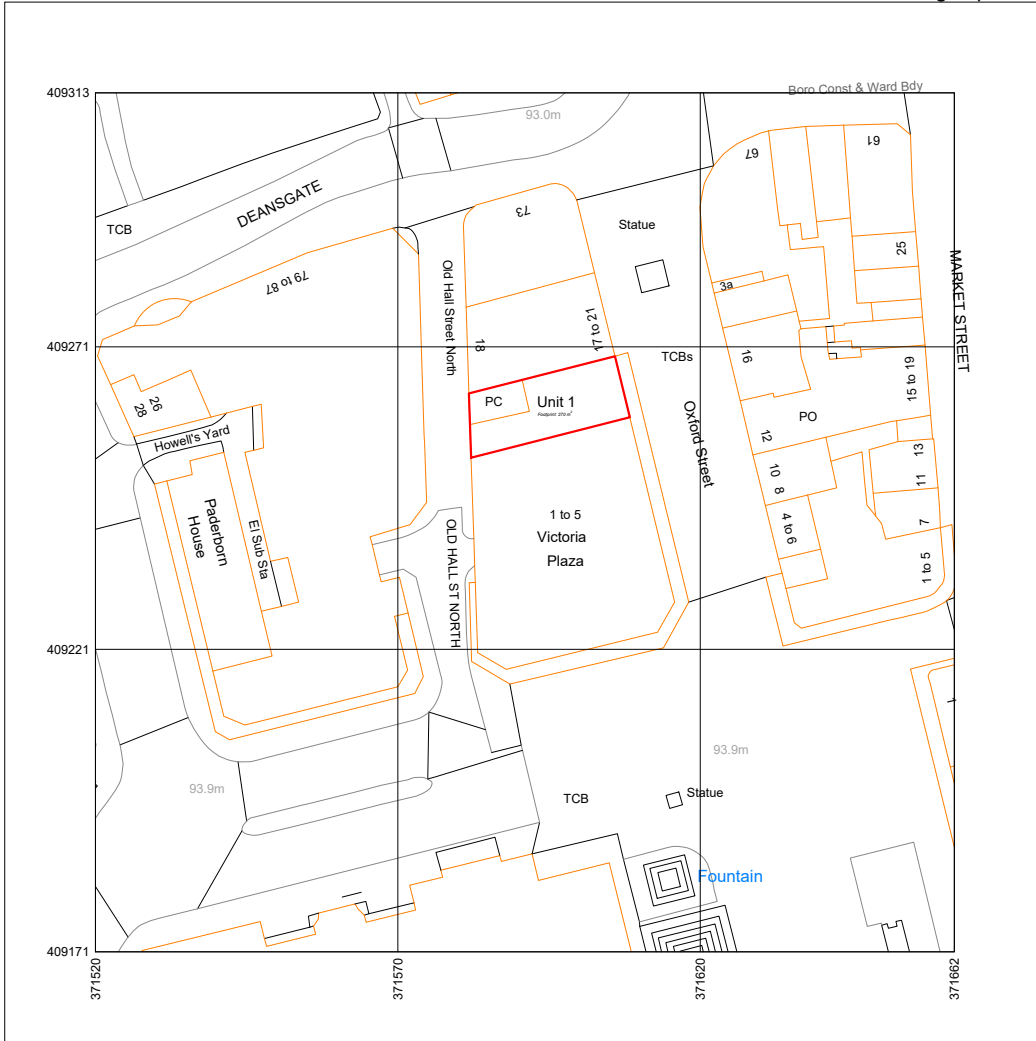 409313
Boro Const & Ward Bdy
93.0m
61
67
DEANSGATE
73
TCB
Statue
Old Hall Street North
25
MARKET STREET
79 to 87
3a
17 to 21
18
409271
TCBs
16
15 to 19
PC
Unit 1
Footprint 270 m²
26
28
Oxford Street
PO
Howell's Yard
12
13
10
8
11
Paderborn
House
El Sub Sta
1 to 5
Victoria
Plaza
4 to 6
7
OLD HALL ST NORTH
1 to 5
409221
1
93.9m
93.9m
TCB
Statue
Fountain
409171
371520
371570
371620
371662